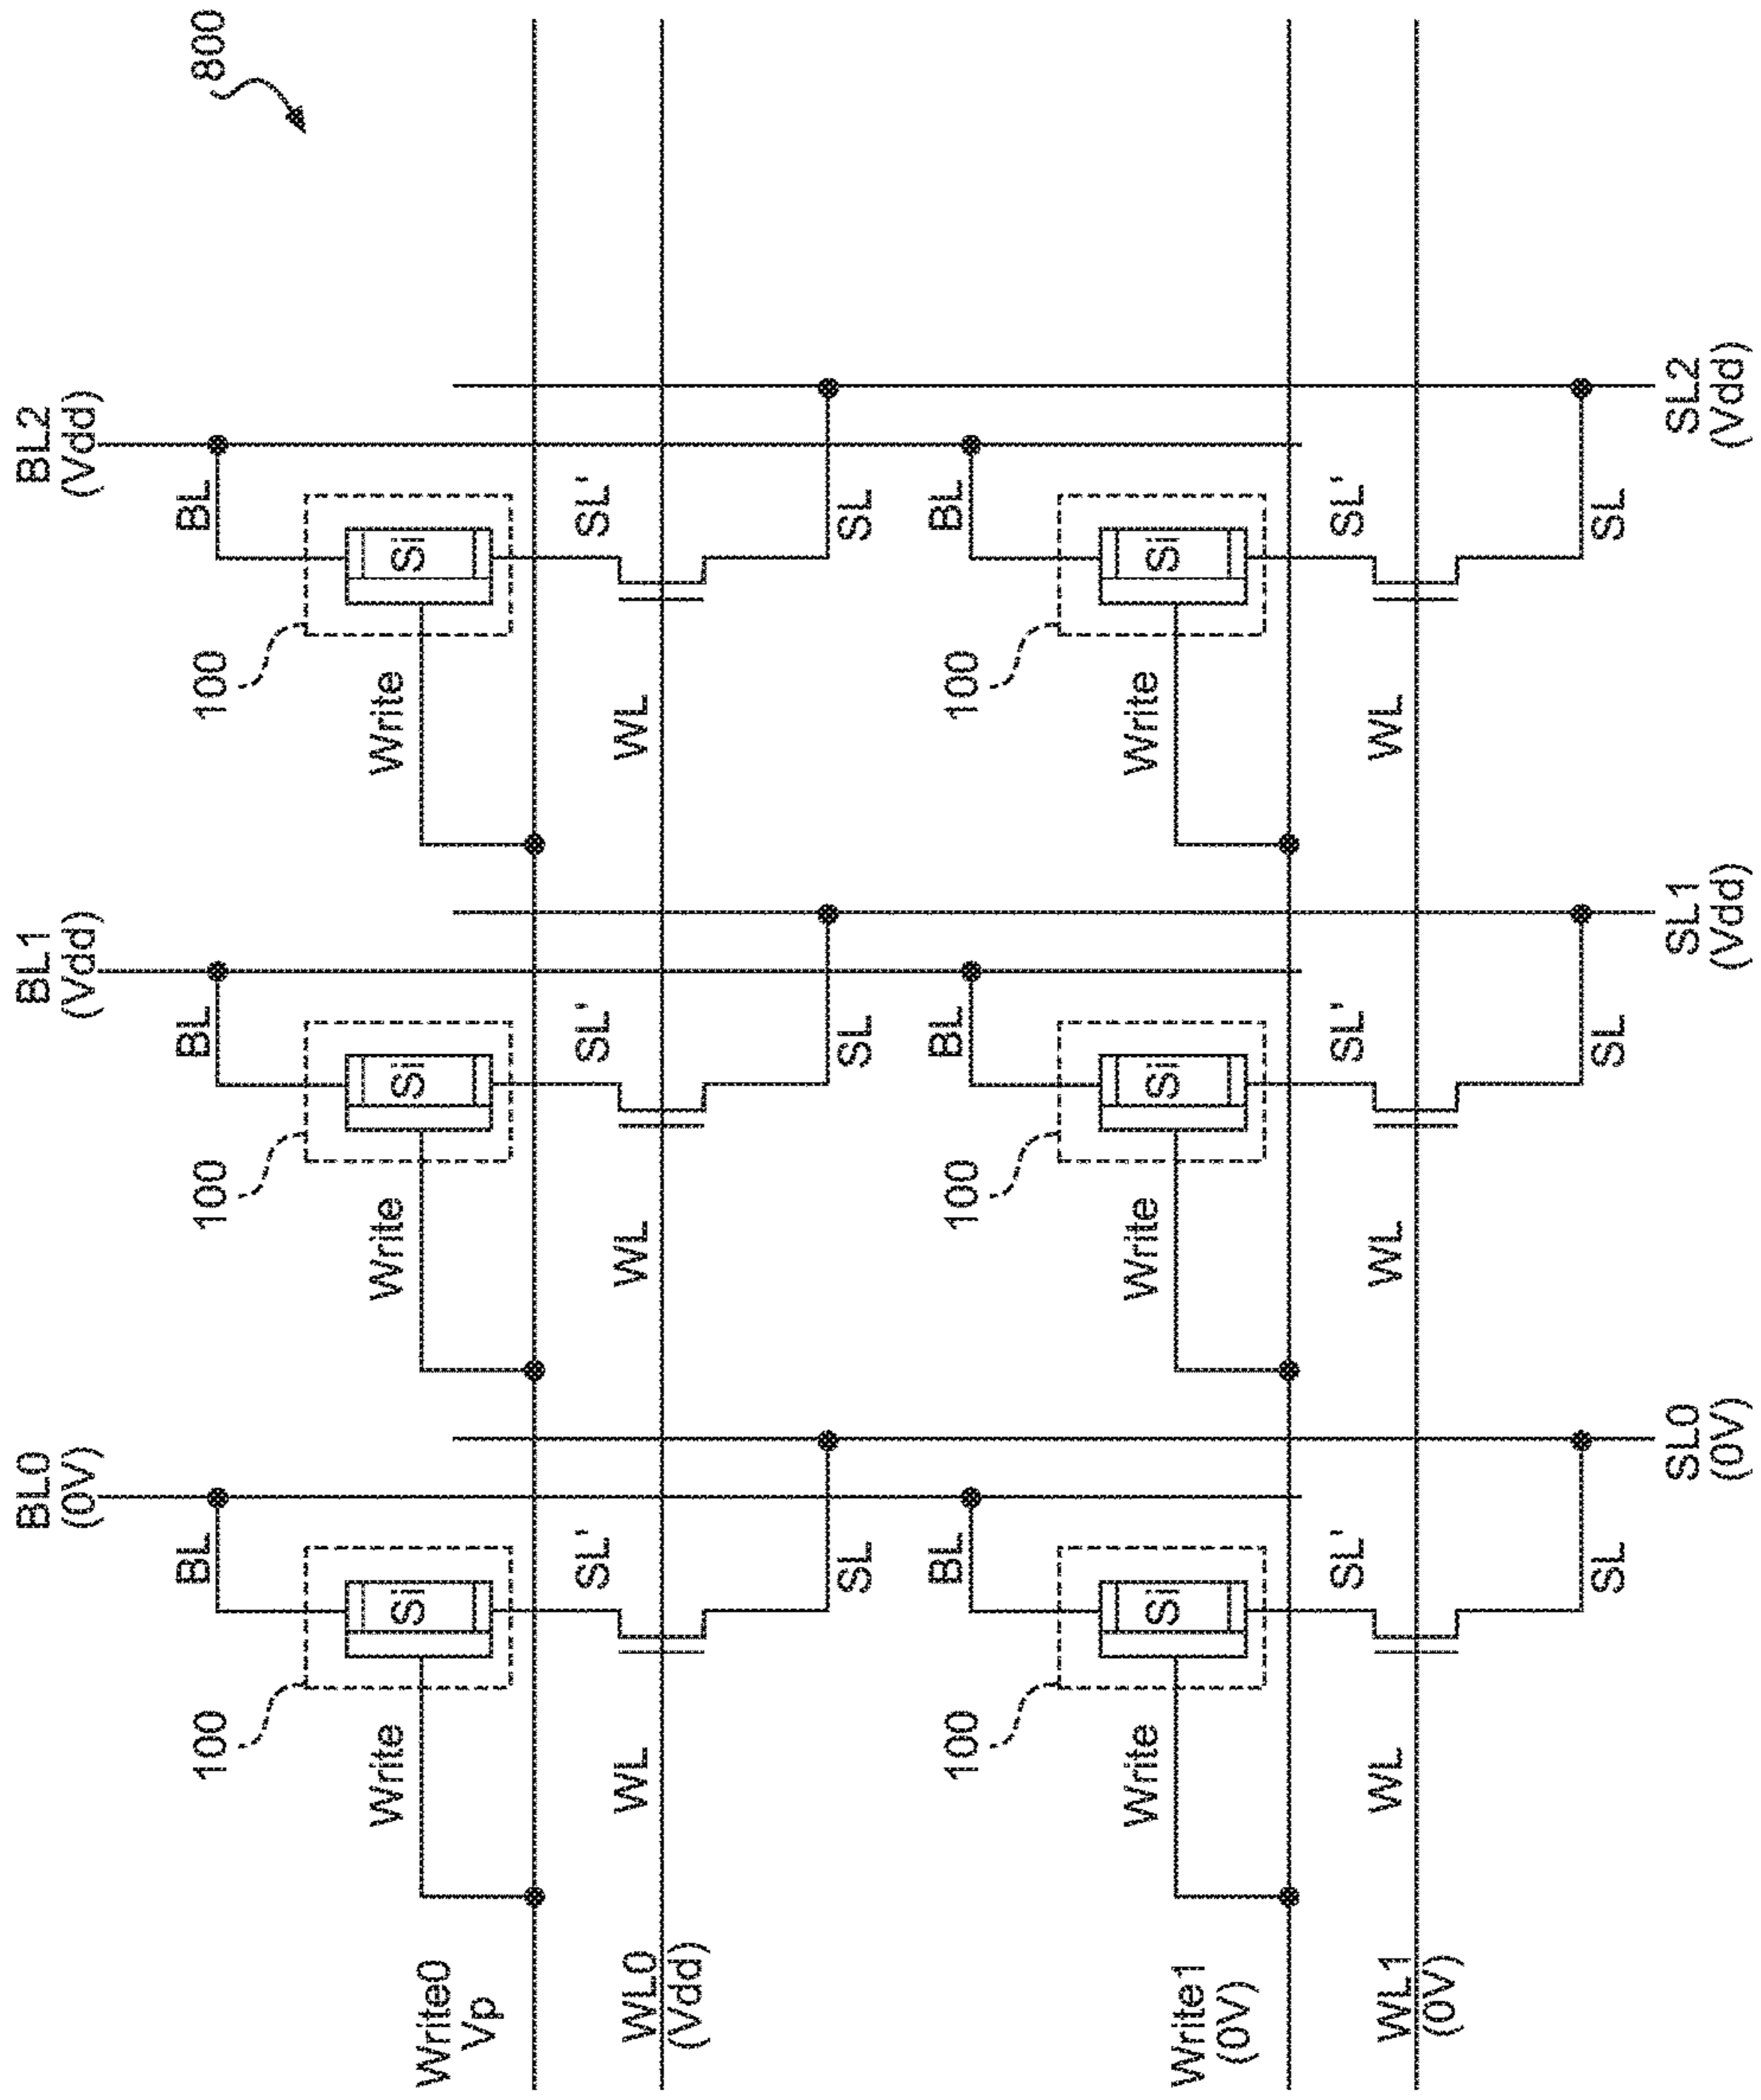 BL0
(0V)
BL1
(Vdd)
BL2
(Vdd)
800
100
BL
100
BL
100
BL
Write
Si
Write
Si
Write
Si
Write0
Vp
SL'
SL'
SL'
WL0
(Vdd)
WL
WL
WL
SL
SL
SL
100
BL
100
BL
100
BL
Write
Si
Write
Si
Write
Si
Write1
(0V)
SL'
SL'
SL'
WL1
(0V)
WL
WL
WL
SL
SL
SL
SL0
(0V)
SL1
(Vdd)
SL2
(Vdd)